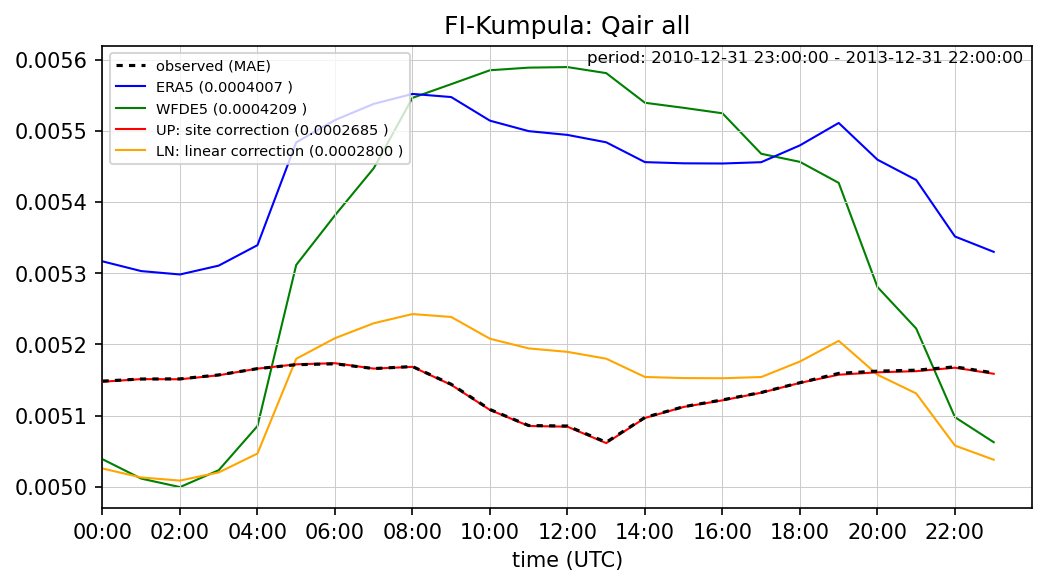 FI-Kumpula: Qair all
period: 2010-12-31 23:00:00 - 2013-12-31 22:00:00
observed (MAE)
ERA5 (0.0004007 )
WFDE5 (0.0004209 )
UP: site correction (0.0002685 )
LN: linear correction (0.0002800 )
0.0056
0.0055
0.0054
0.0053
0.0052
0.0051
0.0050
00:00 02:00 04:00 06:00 08:00 10:00 12:00 14:00 16:00 18:00 20:00 22:00
time (UTC)